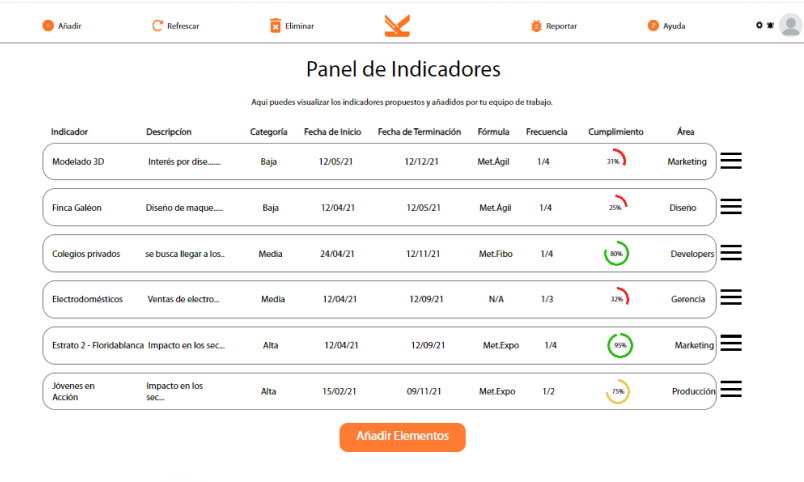 Añadir Refrescar Eliminar Reportar Ayuda
Panel de Indicadores
Aqui puedes visualizar los indicadores propuestos y añadidos por tu equipo de trabajo.
Indicador Descripcíon Categoría Fecha de Inicio Fecha de Terminación Fórmula Frecuencia Cumplimiento Área
Modelado 3D Interés por dise....... Baja 12/05/21 12/12/21 Met.Ágil 1/4 31% Marketing
Finca Galéon Diseño de maque..... Baja 12/04/21 12/05/21 Met.Ágil 1/4 25% Diseño
Colegios privados se busca llegar a los.. Media 24/04/21 12/11/21 Met.Fibo 1/4 80% Developers
Electrodomésticos Ventas de electro... Media 12/04/21 12/09/21 N/A 1/3 32% Gerencia
Estrato 2 - Floridablanca Impacto en los sec... Alta 12/04/21 12/09/21 Met.Expo 1/4 95% Marketing
Jóvenes en Acción Impacto en los sec... Alta 15/02/21 09/11/21 Met.Expo 1/2 75% Producción
Añadir Elementos